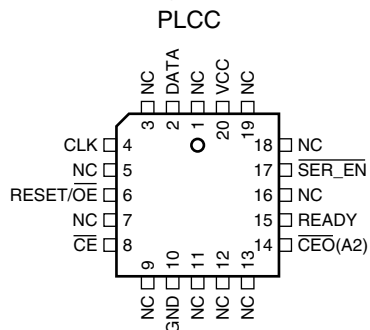 PLCC
NC DATA NC VCC NC
3 2 1 20 19
CLK 4 18 NC
NC 5 17 SER_EN
RESET/OE 6 16 NC
NC 7 15 READY
CE 8 14 CEO(A2)
9 10 11 12 13
NC GND NC NC NC